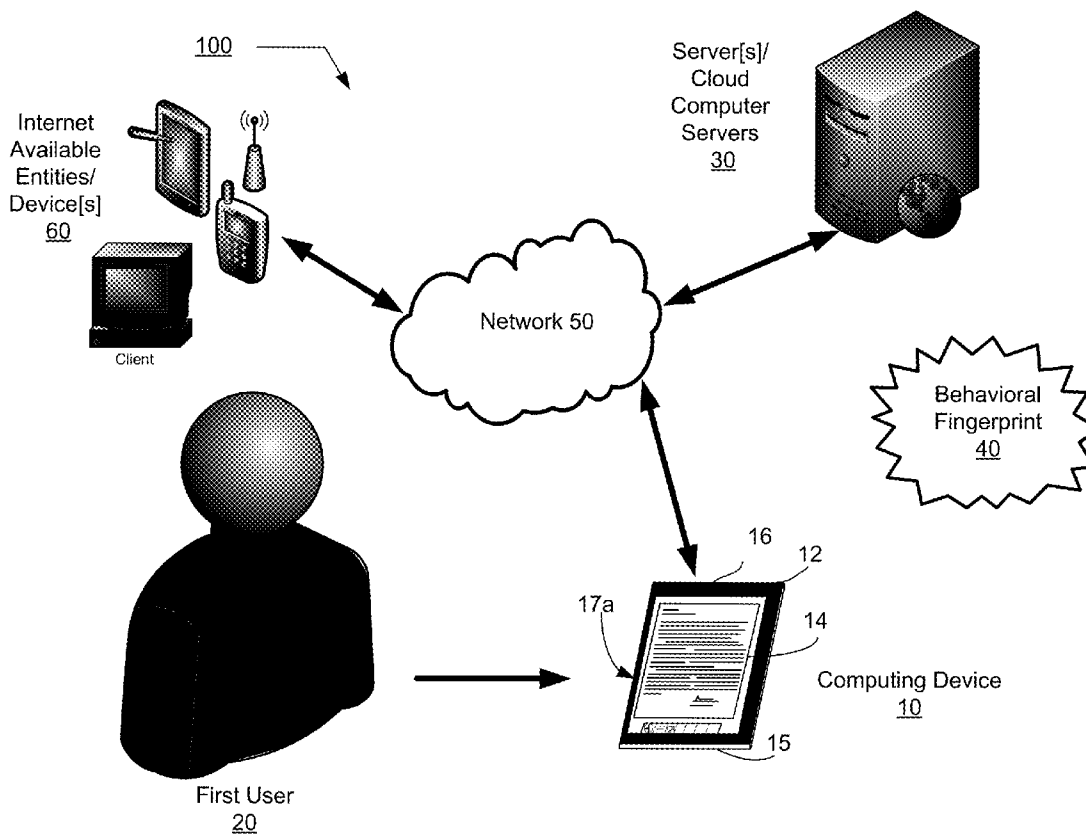 100
Internet
Available
Entities/
Device[s]
60
Client
Server[s]/
Cloud
Computer
Servers
30
Network 50
Behavioral
Fingerprint
40
16
12
17a
14
Computing Device
10
15
First User
20